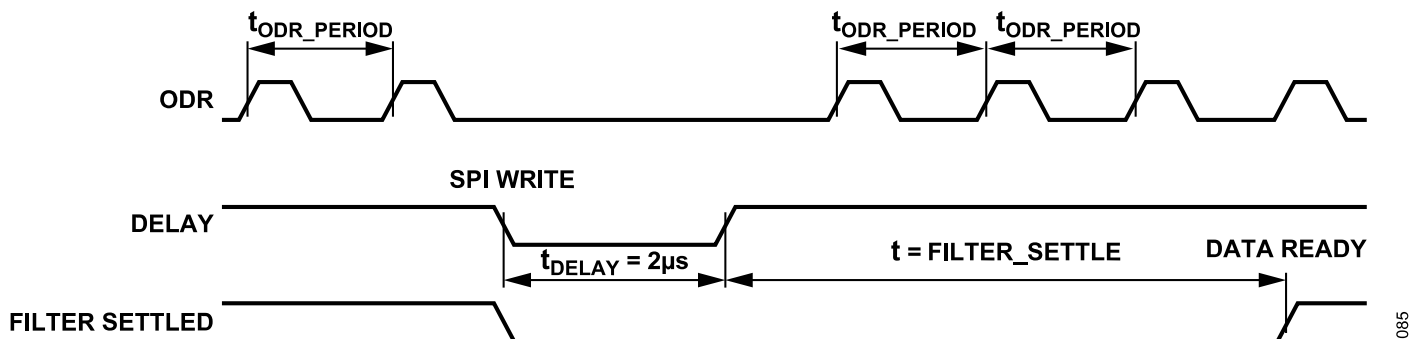 tODR_PERIOD tODR_PERIOD tODR_PERIOD
ODR
SPI WRITE
DELAY
tDELAY = 2µs
t = FILTER_SETTLE
DATA READY
FILTER SETTLED
085